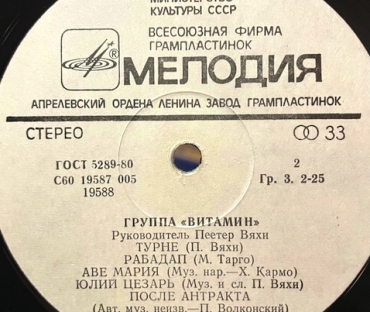 МИНИСТЕРСТВО
КУЛЬТУРЫ СССР
ВСЕСОЮЗНАЯ ФИРМА
ГРАМПЛАСТИНОК
МЕЛОДИЯ
АПРЕЛЕВСКИЙ ОРДЕНА ЛЕНИНА ЗАВОД ГРАМПЛАСТИНОК
СТЕРЕО 33
ГОСТ 5289-80 2
С60 19587 005 Гр. 3. 2-25
19588
ГРУППА «ВИТАМИН»
Руководитель Пеетер Вяхи
ТУРНЕ (П. Вяхи)
РАБАДАП (М. Тарго)
АВЕ МАРИЯ (Муз. нар.—Х. Кармо)
ЮЛИЙ ЦЕЗАРЬ (Муз. и сл. П. Вяхи)
ПОСЛЕ АНТРАКТА
(Авт. муз. неизв.—П. Волконский)